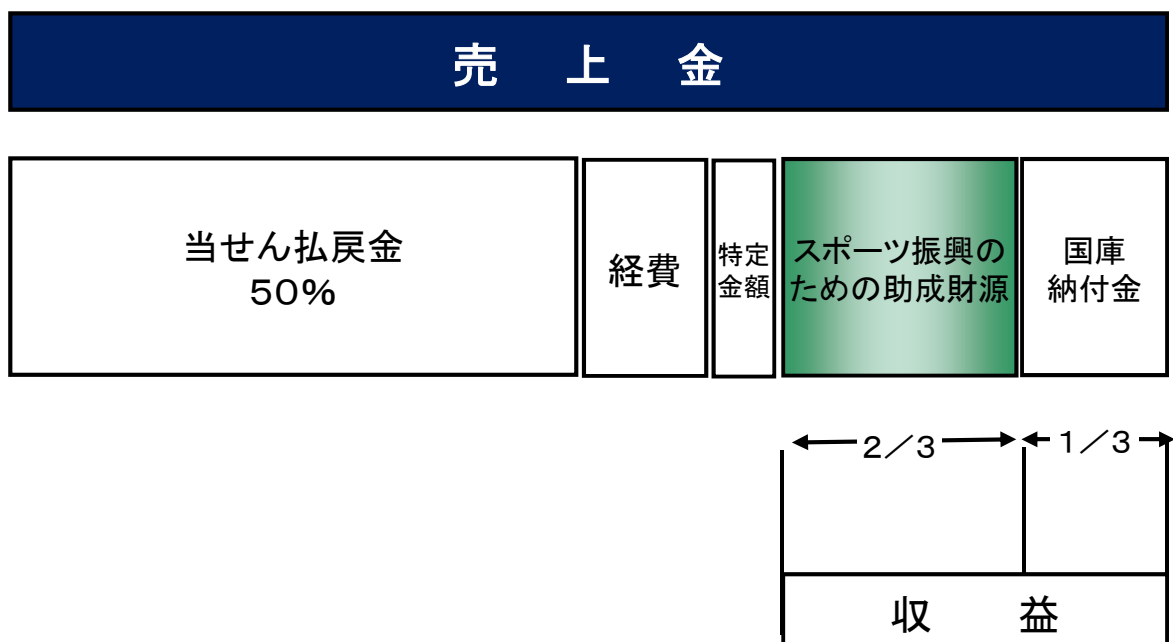 売 上 金
当せん払戻金
50%
経費
特定
金額
スポーツ振興の
ための助成財源
国庫
納付金
2/3
1/3
収 益